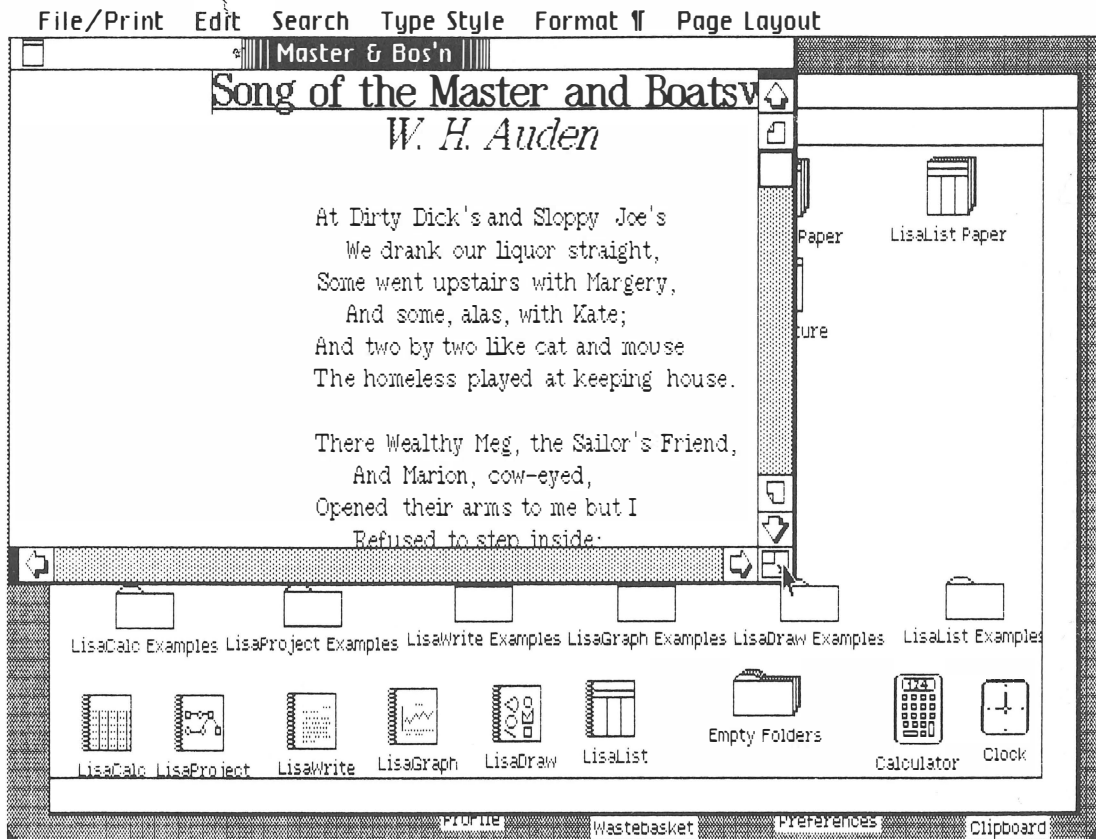 File/Print Edit Search Type Style Format ¶ Page Layout
Master & Bos'n
Song of the Master and Boatsw
W. H. Auden
At Dirty Dick's and Sloppy Joe's
We drank our liquor straight,
Some went upstairs with Margery,
And some, alas, with Kate;
And two by two like cat and mouse
The homeless played at keeping house.
There Wealthy Meg, the Sailor's Friend,
And Marion, cow-eyed,
Opened their arms to me but I
Refused to step inside;
Paper LisaList Paper
ture
LisaCalc Examples LisaProject Examples LisaWrite Examples LisaGraph Examples LisaDraw Examples LisaList Examples
174
LisaCalc LisaProject LisaWrite LisaGraph LisaDraw LisaList Empty Folders Calculator Clock
ProFile Wastebasket Preferences Clipboard